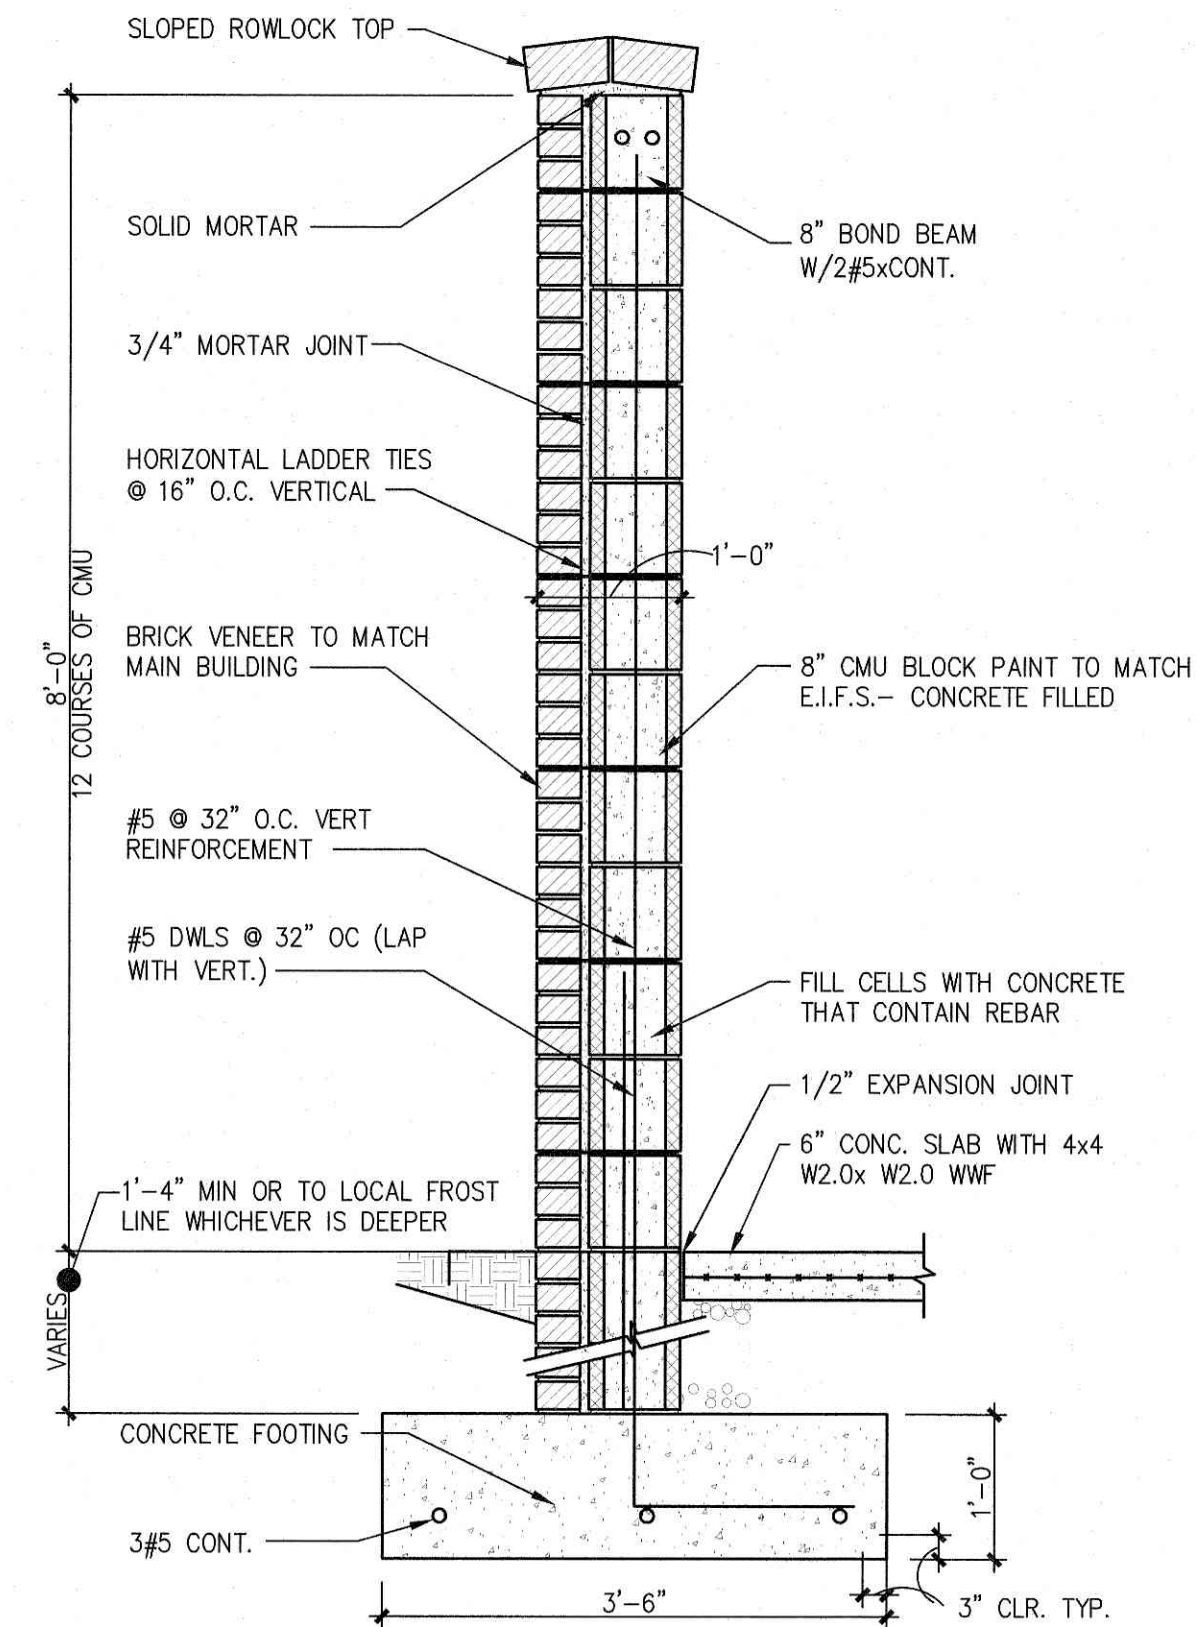 SLOPED ROWLOCK TOP
SOLID MORTAR
8" BOND BEAM
W/2#5xCONT.
3/4" MORTAR JOINT
HORIZONTAL LADDER TIES
@ 16" O.C. VERTICAL
1'-0"
8'-0"
12 COURSES OF CMU
BRICK VENEER TO MATCH
MAIN BUILDING
8" CMU BLOCK PAINT TO MATCH
E.I.F.S.- CONCRETE FILLED
#5 @ 32" O.C. VERT
REINFORCEMENT
#5 DWLS @ 32" OC (LAP
WITH VERT.)
FILL CELLS WITH CONCRETE
THAT CONTAIN REBAR
1/2" EXPANSION JOINT
6" CONC. SLAB WITH 4x4
W2.0x W2.0 WWF
1'-4" MIN OR TO LOCAL FROST
LINE WHICHEVER IS DEEPER
VARIES
CONCRETE FOOTING
1'-0"
3#5 CONT.
3'-6"
3" CLR. TYP.